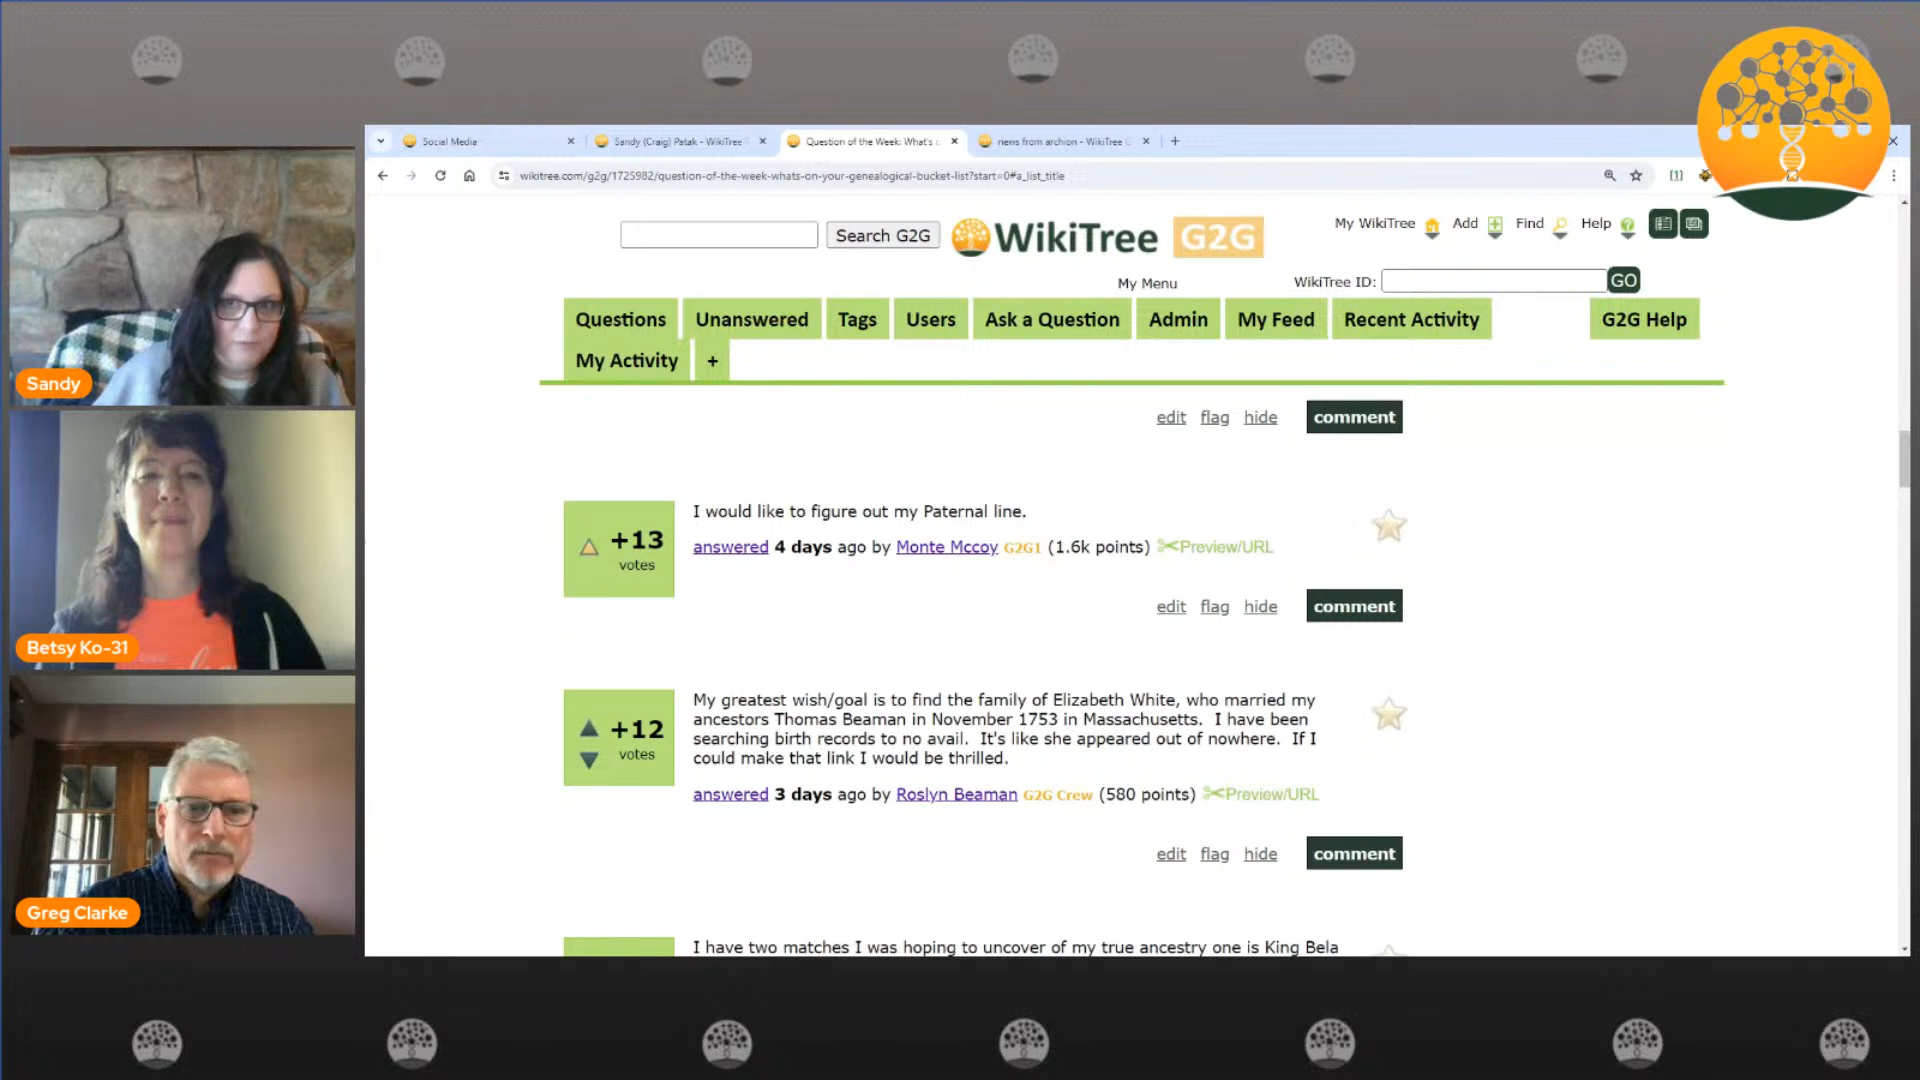 Social Media
Sandy (Craig) Patak - WikiTree
Question of the Week: What's
news from archion - WikiTree
wikitree.com/g2g/1725982/question-of-the-week-whats-on-your-genealogical-bucket-list?start=0#a_list_title
[1]
Search G2G
WikiTree G2G
My WikiTree Add Find Help
My Menu
WikiTree ID: GO
Questions Unanswered Tags Users Ask a Question Admin My Feed Recent Activity G2G Help
My Activity +
edit flag hide comment
+13
votes
I would like to figure out my Paternal line.
answered 4 days ago by Monte Mccoy G2G1 (1.6k points) Preview/URL
edit flag hide comment
+12
votes
My greatest wish/goal is to find the family of Elizabeth White, who married my
ancestors Thomas Beaman in November 1753 in Massachusetts. I have been
searching birth records to no avail. It's like she appeared out of nowhere. If I
could make that link I would be thrilled.
answered 3 days ago by Roslyn Beaman G2G Crew (580 points) Preview/URL
edit flag hide comment
I have two matches I was hoping to uncover of my true ancestry one is King Bela
Sandy
Betsy Ko-31
Greg Clarke